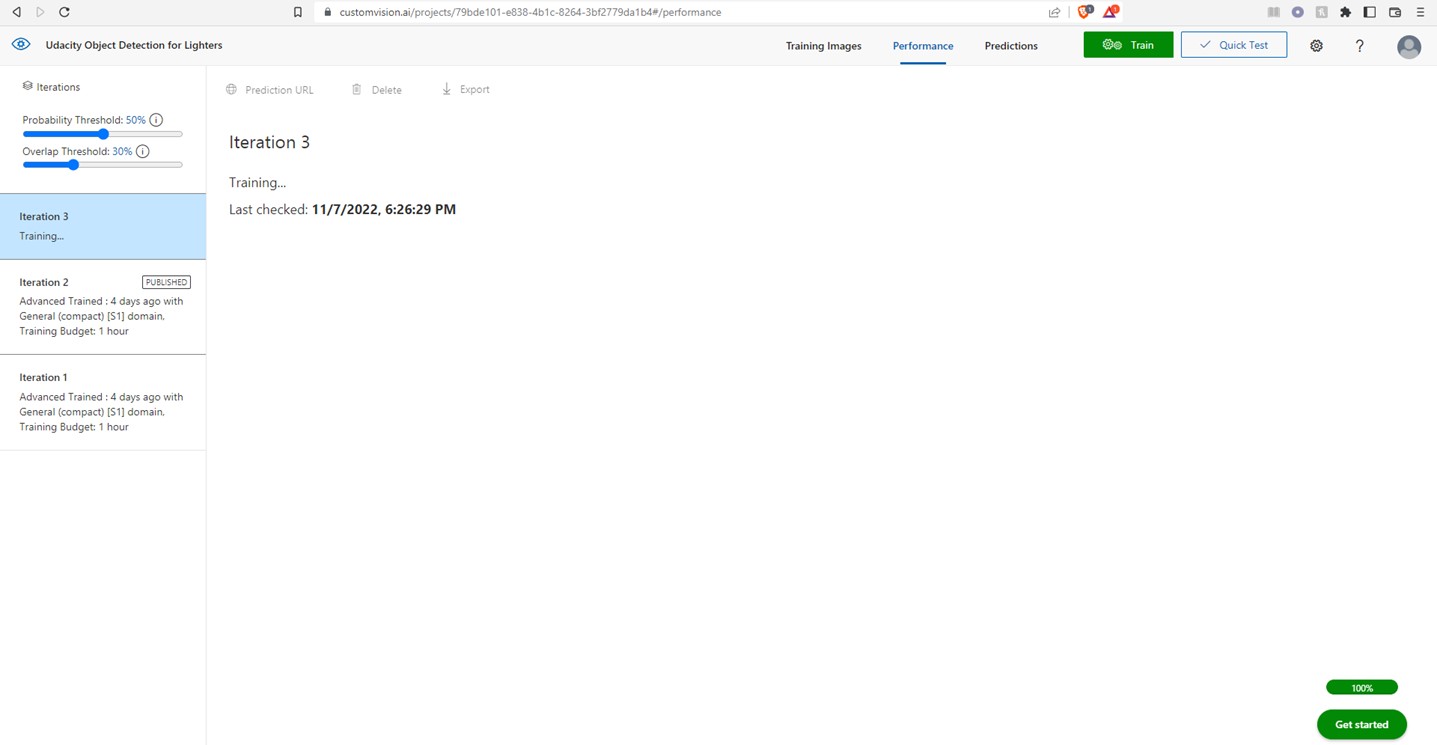 customvision.ai/projects/79bde101-e838-4b1c-8264-3bf2779da1b4#/performance
Udacity Object Detection for Lighters
Training Images
Performance
Predictions
Train
Quick Test
Iterations
Probability Threshold: 50%
Overlap Threshold: 30%
Iteration 3
Training...
Iteration 2
PUBLISHED
Advanced Trained : 4 days ago with
General (compact) [S1] domain.
Training Budget: 1 hour
Iteration 1
Advanced Trained : 4 days ago with
General (compact) [S1] domain.
Training Budget: 1 hour
Prediction URL
Delete
Export
Iteration 3
Training...
Last checked: 11/7/2022, 6:26:29 PM
100%
Get started